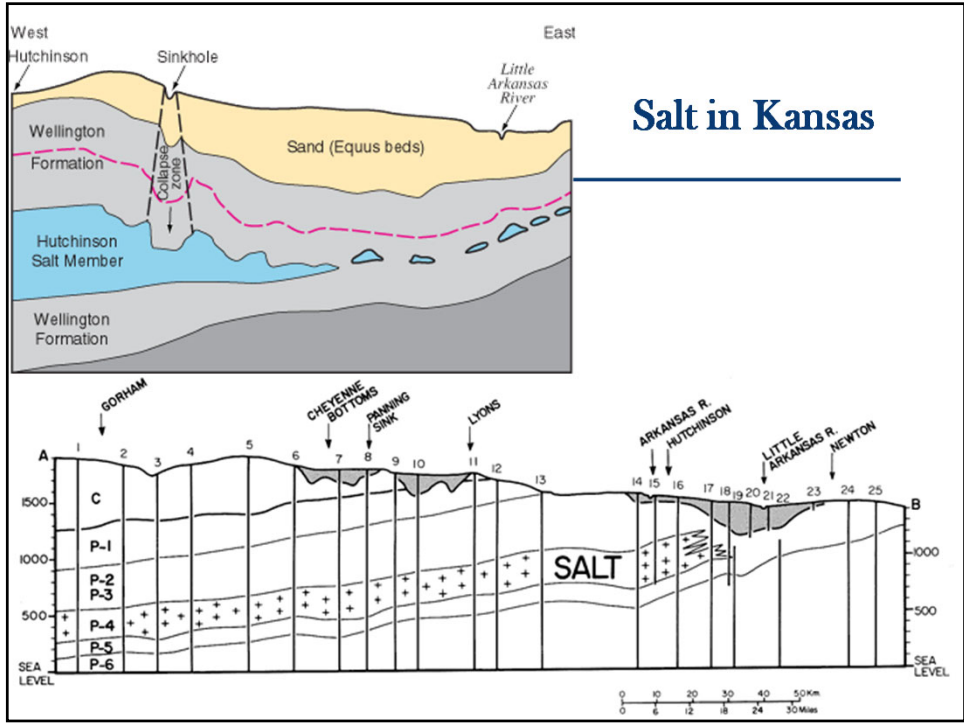 West
East
Hutchinson
Sinkhole
Little
Arkansas
River
Salt in Kansas
Wellington
Formation
Collapse
zone
Sand (Equus beds)
Hutchinson
Salt Member
Wellington
Formation
GORHAM
CHEYENNE
BOTTOMS
PANNING
SINK
LYONS
ARKANSAS R.
HUTCHINSON
LITTLE
ARKANSAS R.
NEWTON
A
1 2 3 4 5 6 7 8 9 10 11 12 13 14 15 16 17 18 19 20 21 22 23 24 25
B
1500
C
1000
P-1
1000
P-2
P-3
SALT
500
P-4
500
P-5
P-6
SEA
LEVEL
SEA
LEVEL
0 10 20 30 40 50 Km.
0 6 12 18 24 30 Miles